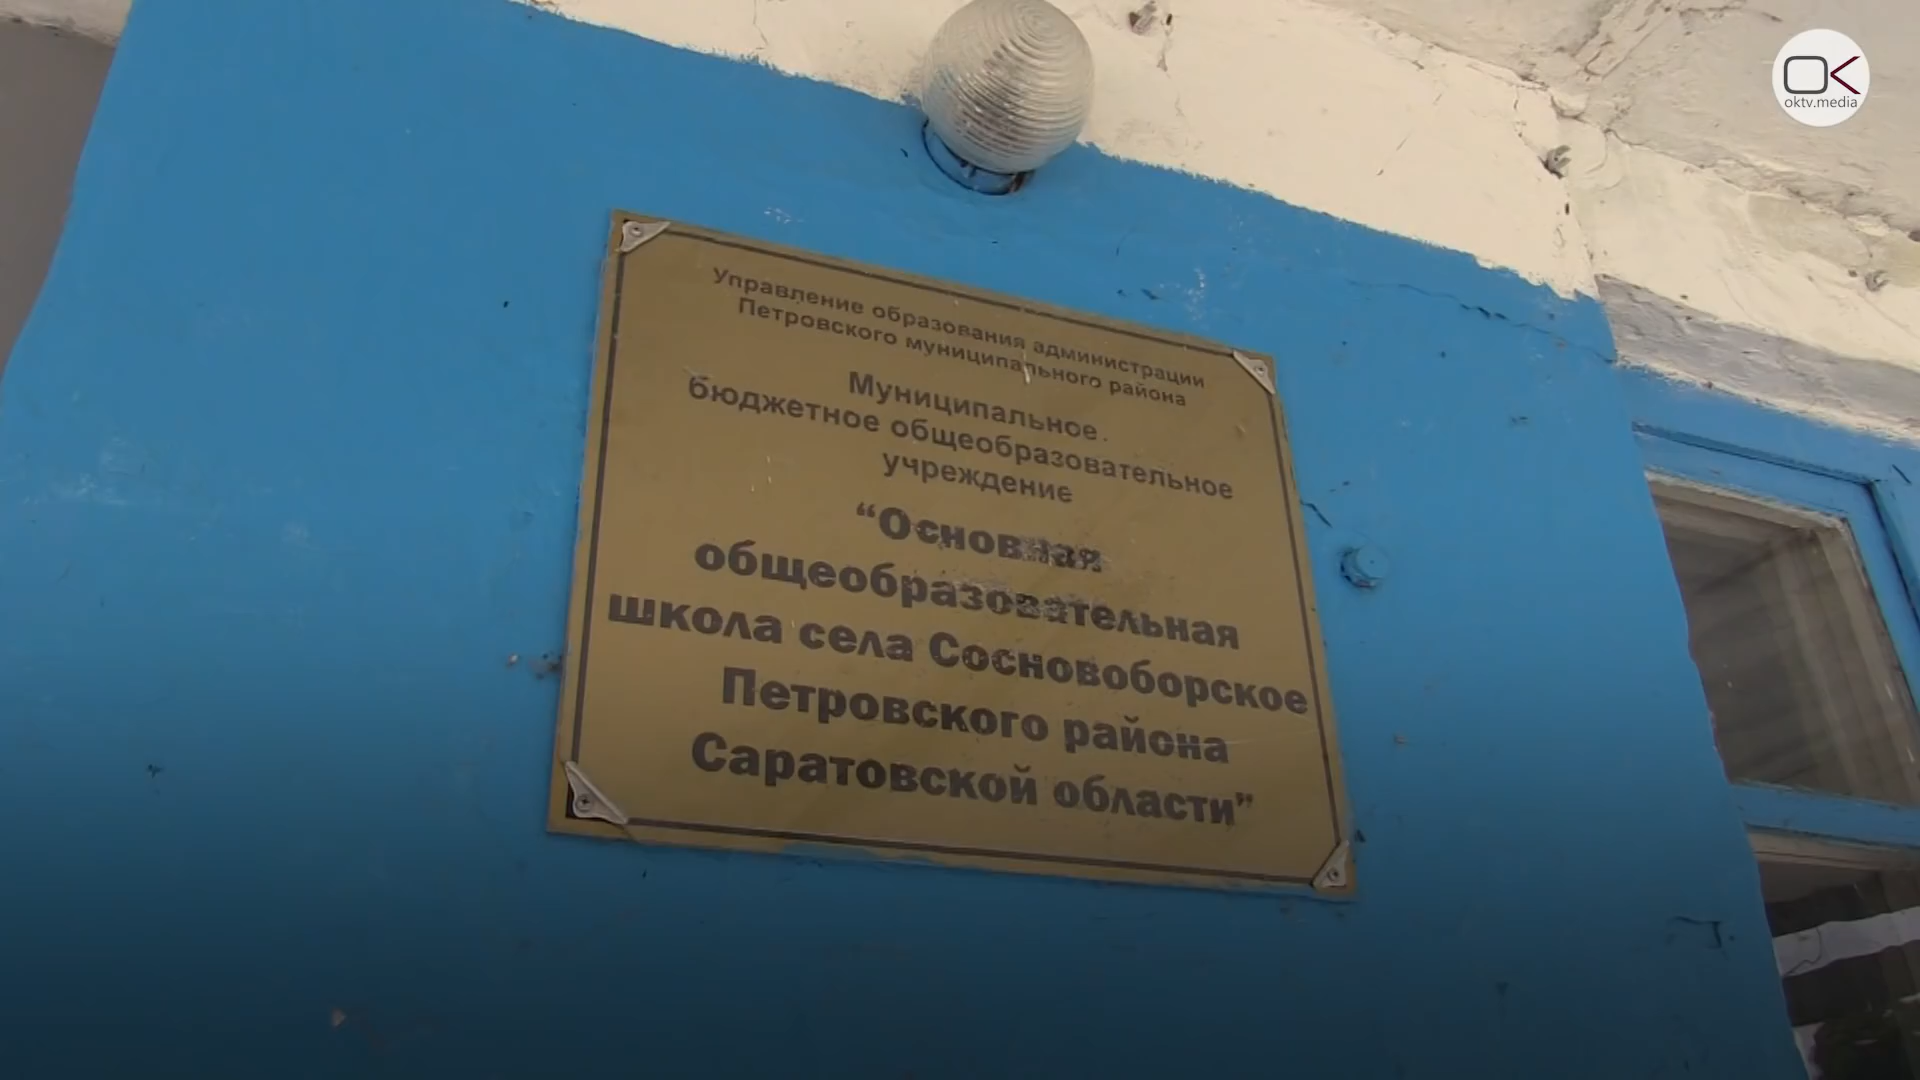 Управление образования администрации
Петровского муниципального района
Муниципальное
бюджетное общеобразовательное
учреждение
“Основная
общеобразовательная
школа села Сосновоборское
Петровского района
Саратовской области”
OK
oktv.media